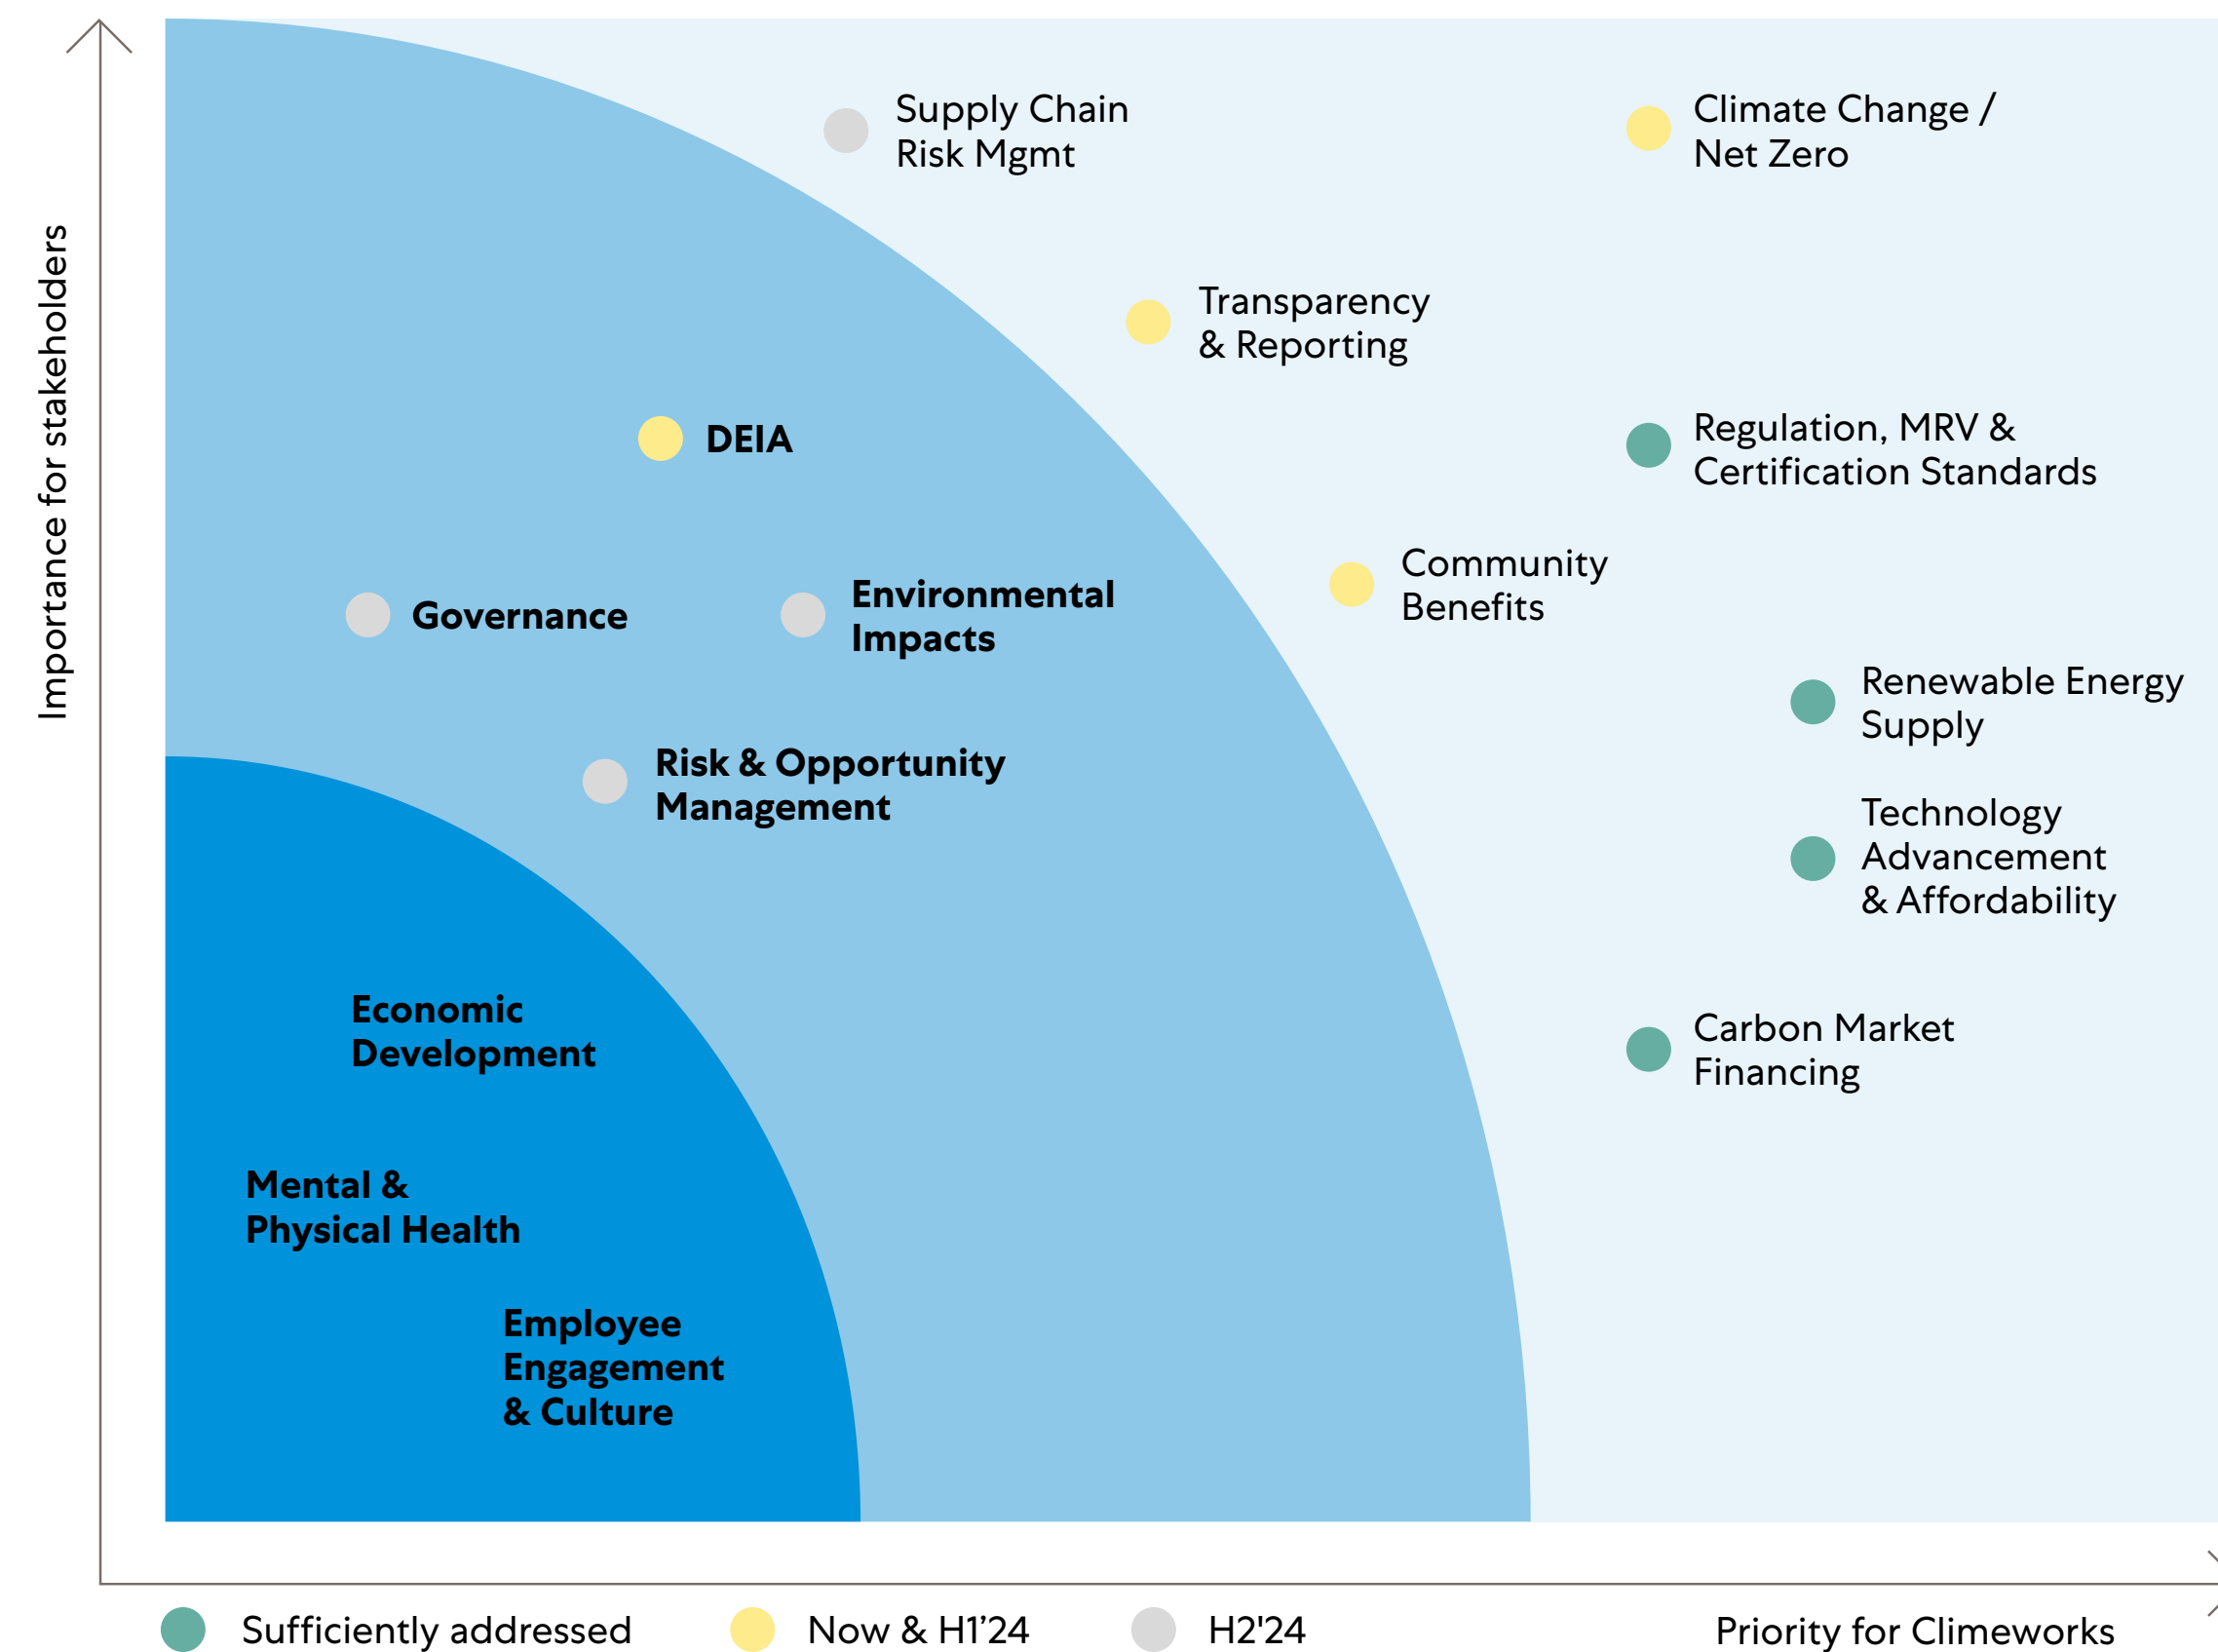 Importance for stakeholders
Supply Chain
Risk Mgmt
Climate Change /
Net Zero
Transparency
& Reporting
DEIA
Regulation, MRV &
Certification Standards
Governance
Environmental
Impacts
Community
Benefits
Renewable Energy
Supply
Risk & Opportunity
Management
Technology
Advancement
& Affordability
Economic
Development
Carbon Market
Financing
Mental &
Physical Health
Employee
Engagement
& Culture
Sufficiently addressed
Now & H1’24
H2'24
Priority for Climeworks